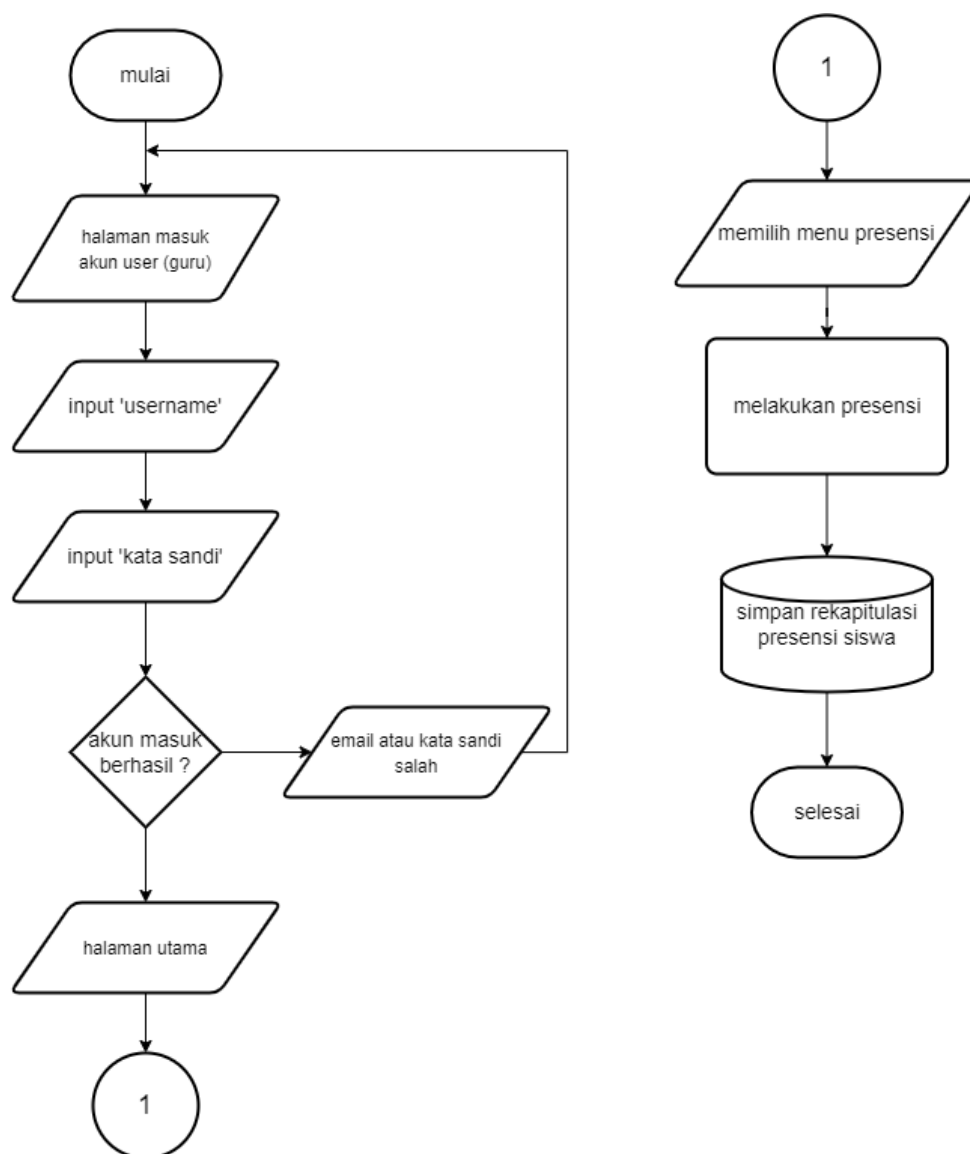 mulai
halaman masuk
akun user (guru)
input 'username'
input 'kata sandi'
akun masuk
berhasil ?
email atau kata sandi
salah
halaman utama
1
1
memilih menu presensi
melakukan presensi
simpan rekapitulasi
presensi siswa
selesai